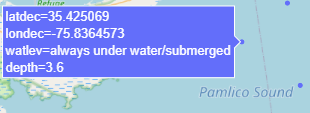 Refuge
latdec=35.425069
londec=-75.8364573
watlev=always under water/submerged
depth=3.6
Pamlico Sound